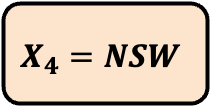 X₄ = NSW